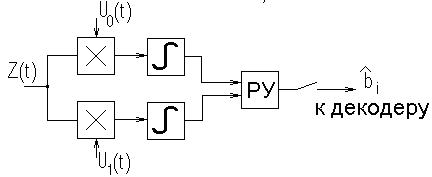 U₀(t)
Z(t)
РУ
b̂ᵢ
к декодеру
U₁(t)